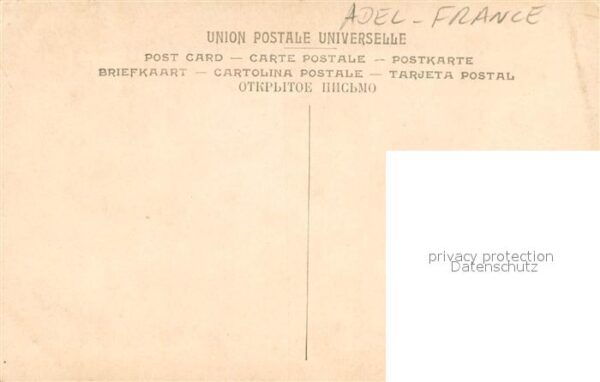 ADEL - FRANCE
UNION POSTALE UNIVERSELLE
POST CARD — CARTE POSTALE — POSTKARTE
BRIEFKAART — CARTOLINA POSTALE — TARJETA POSTAL
ОТКРЫТОЕ ПИСЬМО
privacy protection
Datenschutz